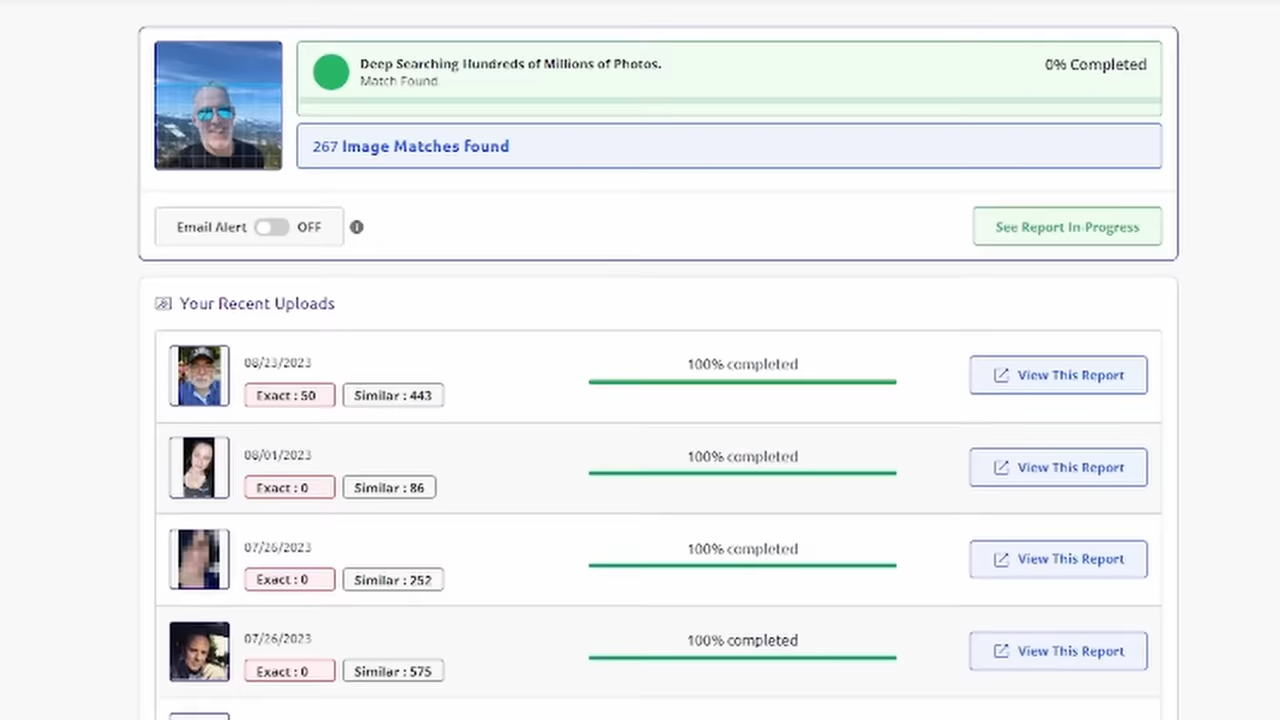 Deep Searching Hundreds of Millions of Photos.
0% Completed
Match Found
267 Image Matches found
Email Alert OFF
See Report In-Progress
Your Recent Uploads
08/23/2023
100% completed
View This Report
Exact : 50 Similar : 443
08/01/2023
100% completed
View This Report
Exact : 0 Similar : 86
07/26/2023
100% completed
View This Report
Exact : 0 Similar : 252
07/26/2023
100% completed
View This Report
Exact : 0 Similar : 575